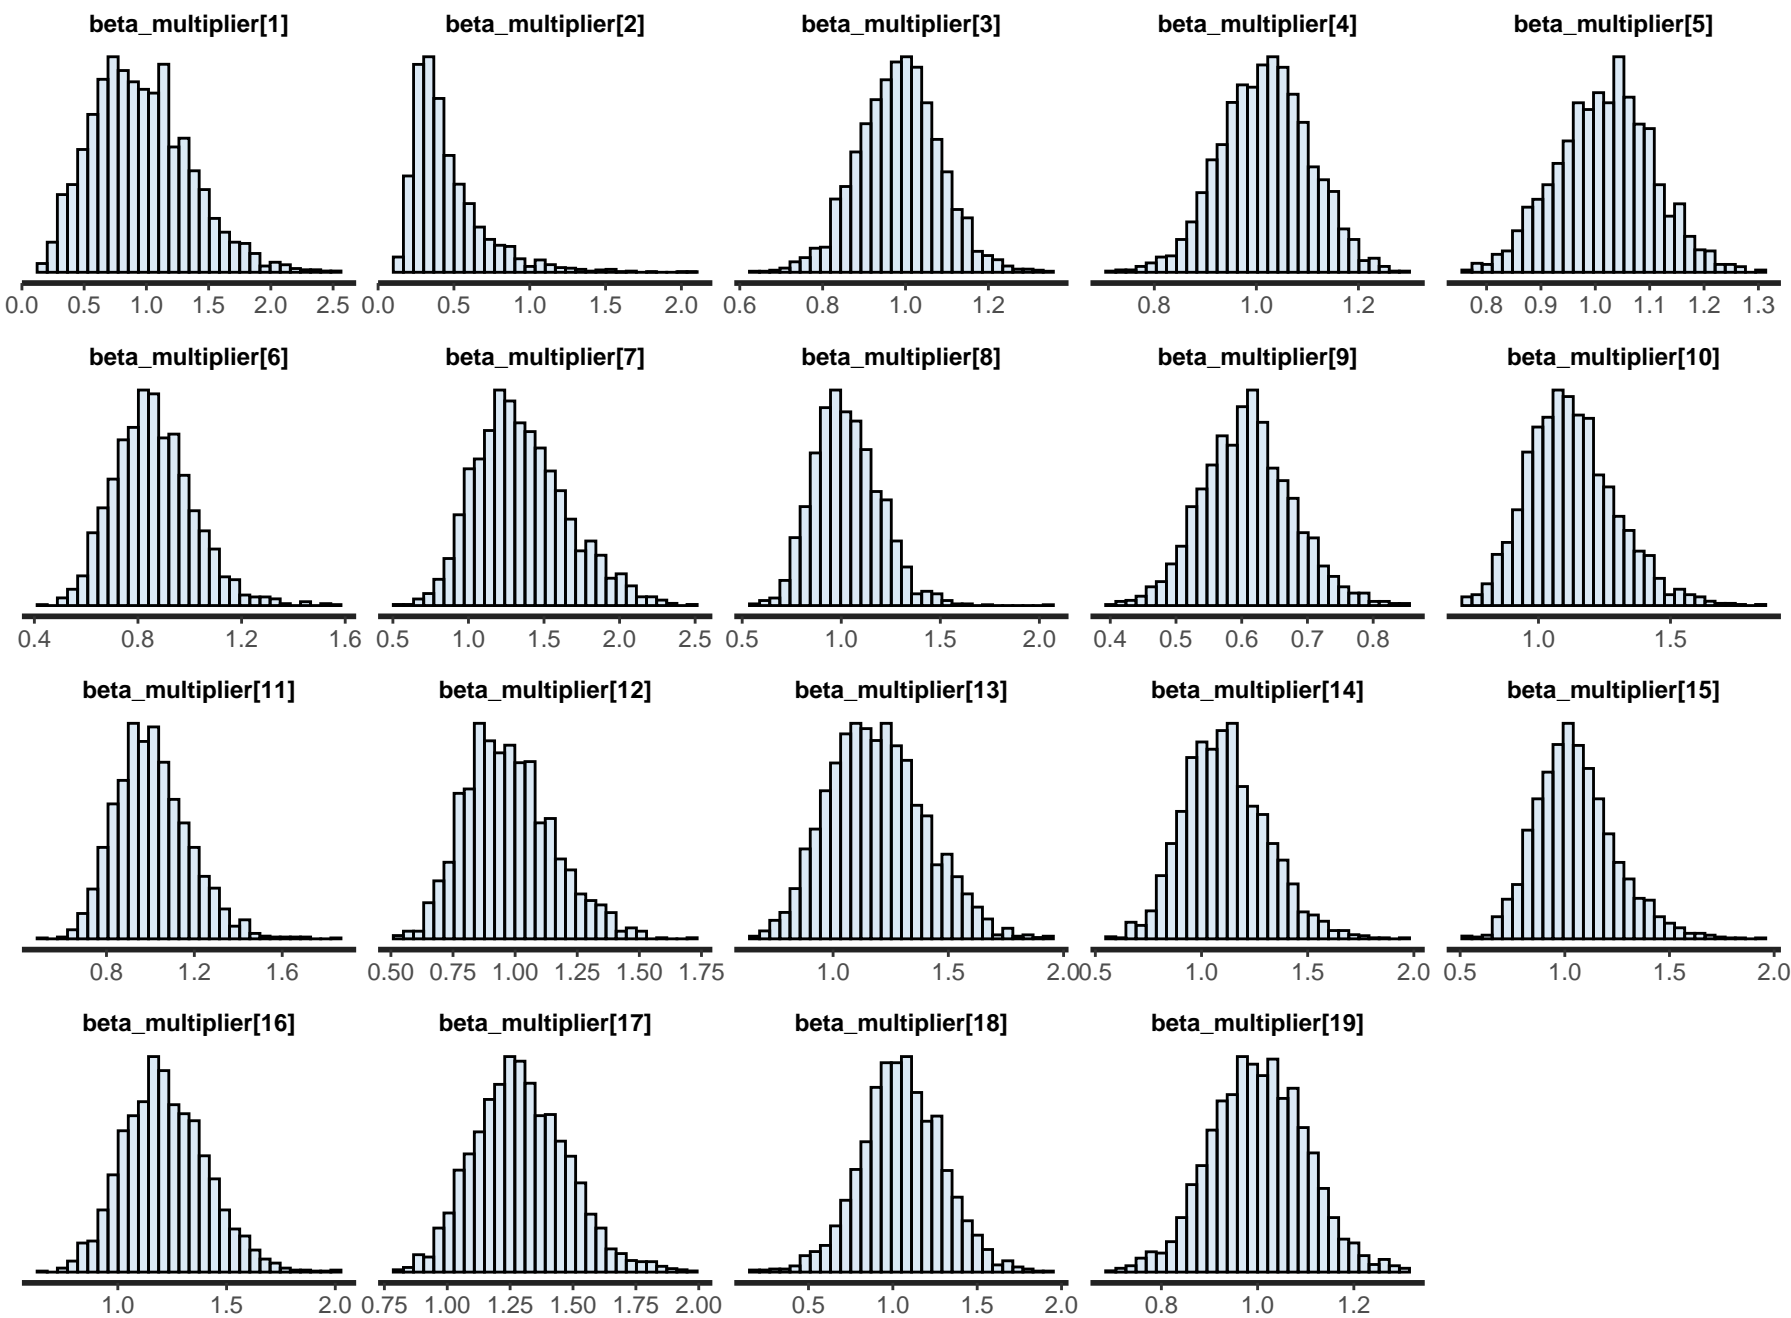 beta_multiplier[1] beta_multiplier[2] beta_multiplier[3] beta_multiplier[4] beta_multiplier[5]
0.0 0.5 1.0 1.5 2.0 2.5 0.0 0.5 1.0 1.5 2.0 0.6 0.8 1.0 1.2 0.8 1.0 1.2 0.8 0.9 1.0 1.1 1.2 1.3
beta_multiplier[6] beta_multiplier[7] beta_multiplier[8] beta_multiplier[9] beta_multiplier[10]
0.4 0.8 1.2 1.6 0.5 1.0 1.5 2.0 2.5 0.5 1.0 1.5 2.0 0.4 0.5 0.6 0.7 0.8 1.0 1.5
beta_multiplier[11] beta_multiplier[12] beta_multiplier[13] beta_multiplier[14] beta_multiplier[15]
0.8 1.2 1.6 0.50 0.75 1.00 1.25 1.50 1.75 1.0 1.5 2.0 0.5 1.0 1.5 2.0 0.5 1.0 1.5 2.0
beta_multiplier[16] beta_multiplier[17] beta_multiplier[18] beta_multiplier[19]
1.0 1.5 2.0 0.75 1.00 1.25 1.50 1.75 2.00 0.5 1.0 1.5 2.0 0.8 1.0 1.2